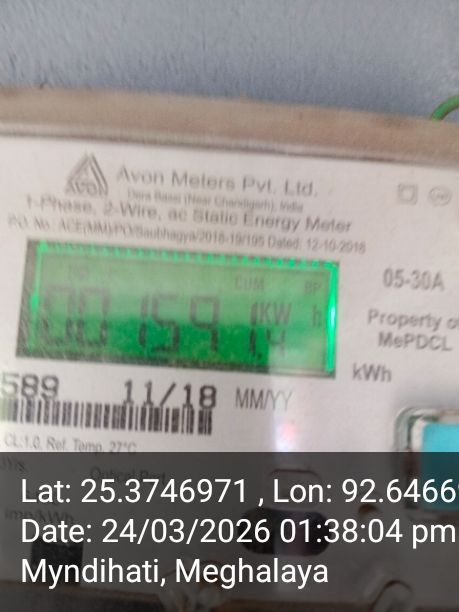 AVON
Avon Meters Pvt. Ltd.
Dera Bassi (Near Chandigarh), India
1-Phase, 2-Wire, ac Static Energy Meter
P.O. No. ACE(MM)/PO/Saubhagya/2018-19/195 Dated: 12-10-2018
05-30A
Property o
MePDCL
CUM
KW
h
kWh
589
11/18 MM/YY
CL:1.0, Ref. Temp. 27°C
imp/kWh
Lat: 25.3746971 , Lon: 92.6466
Date: 24/03/2026 01:38:04 pm
Myndihati, Meghalaya